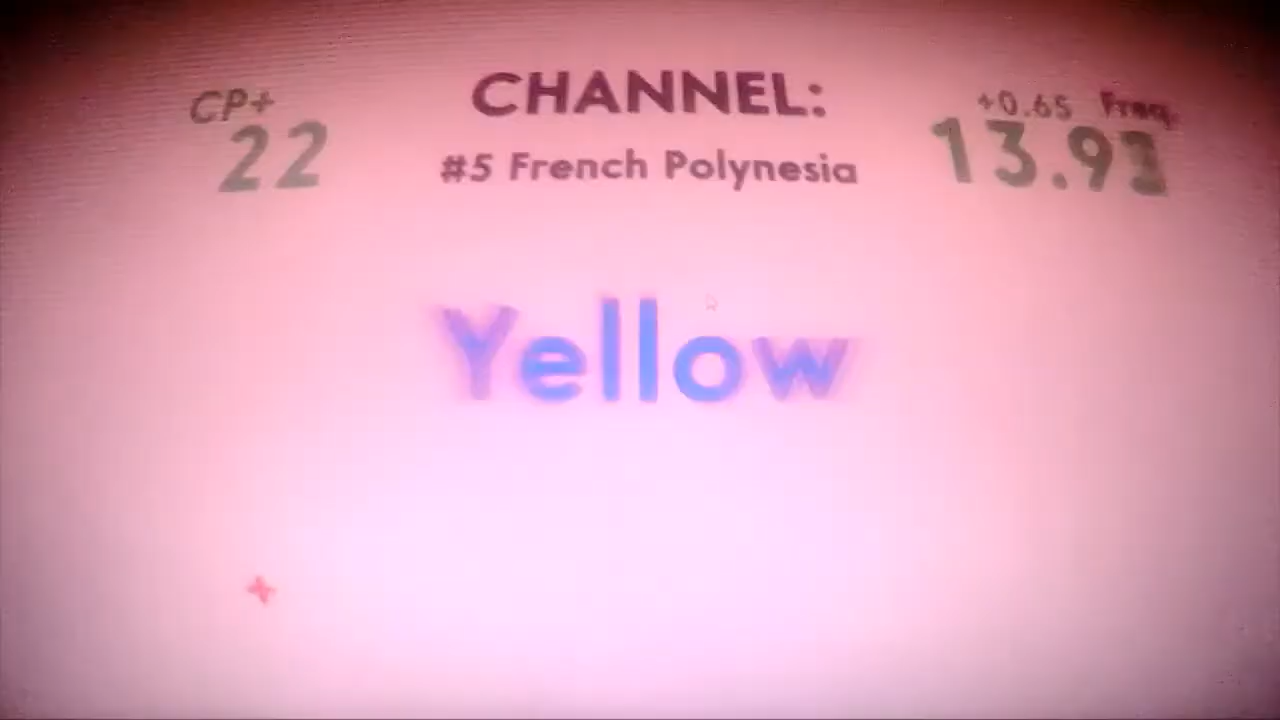 CP+
22
CHANNEL:
#5 French Polynesia
+0.65 Freq.
Yellow